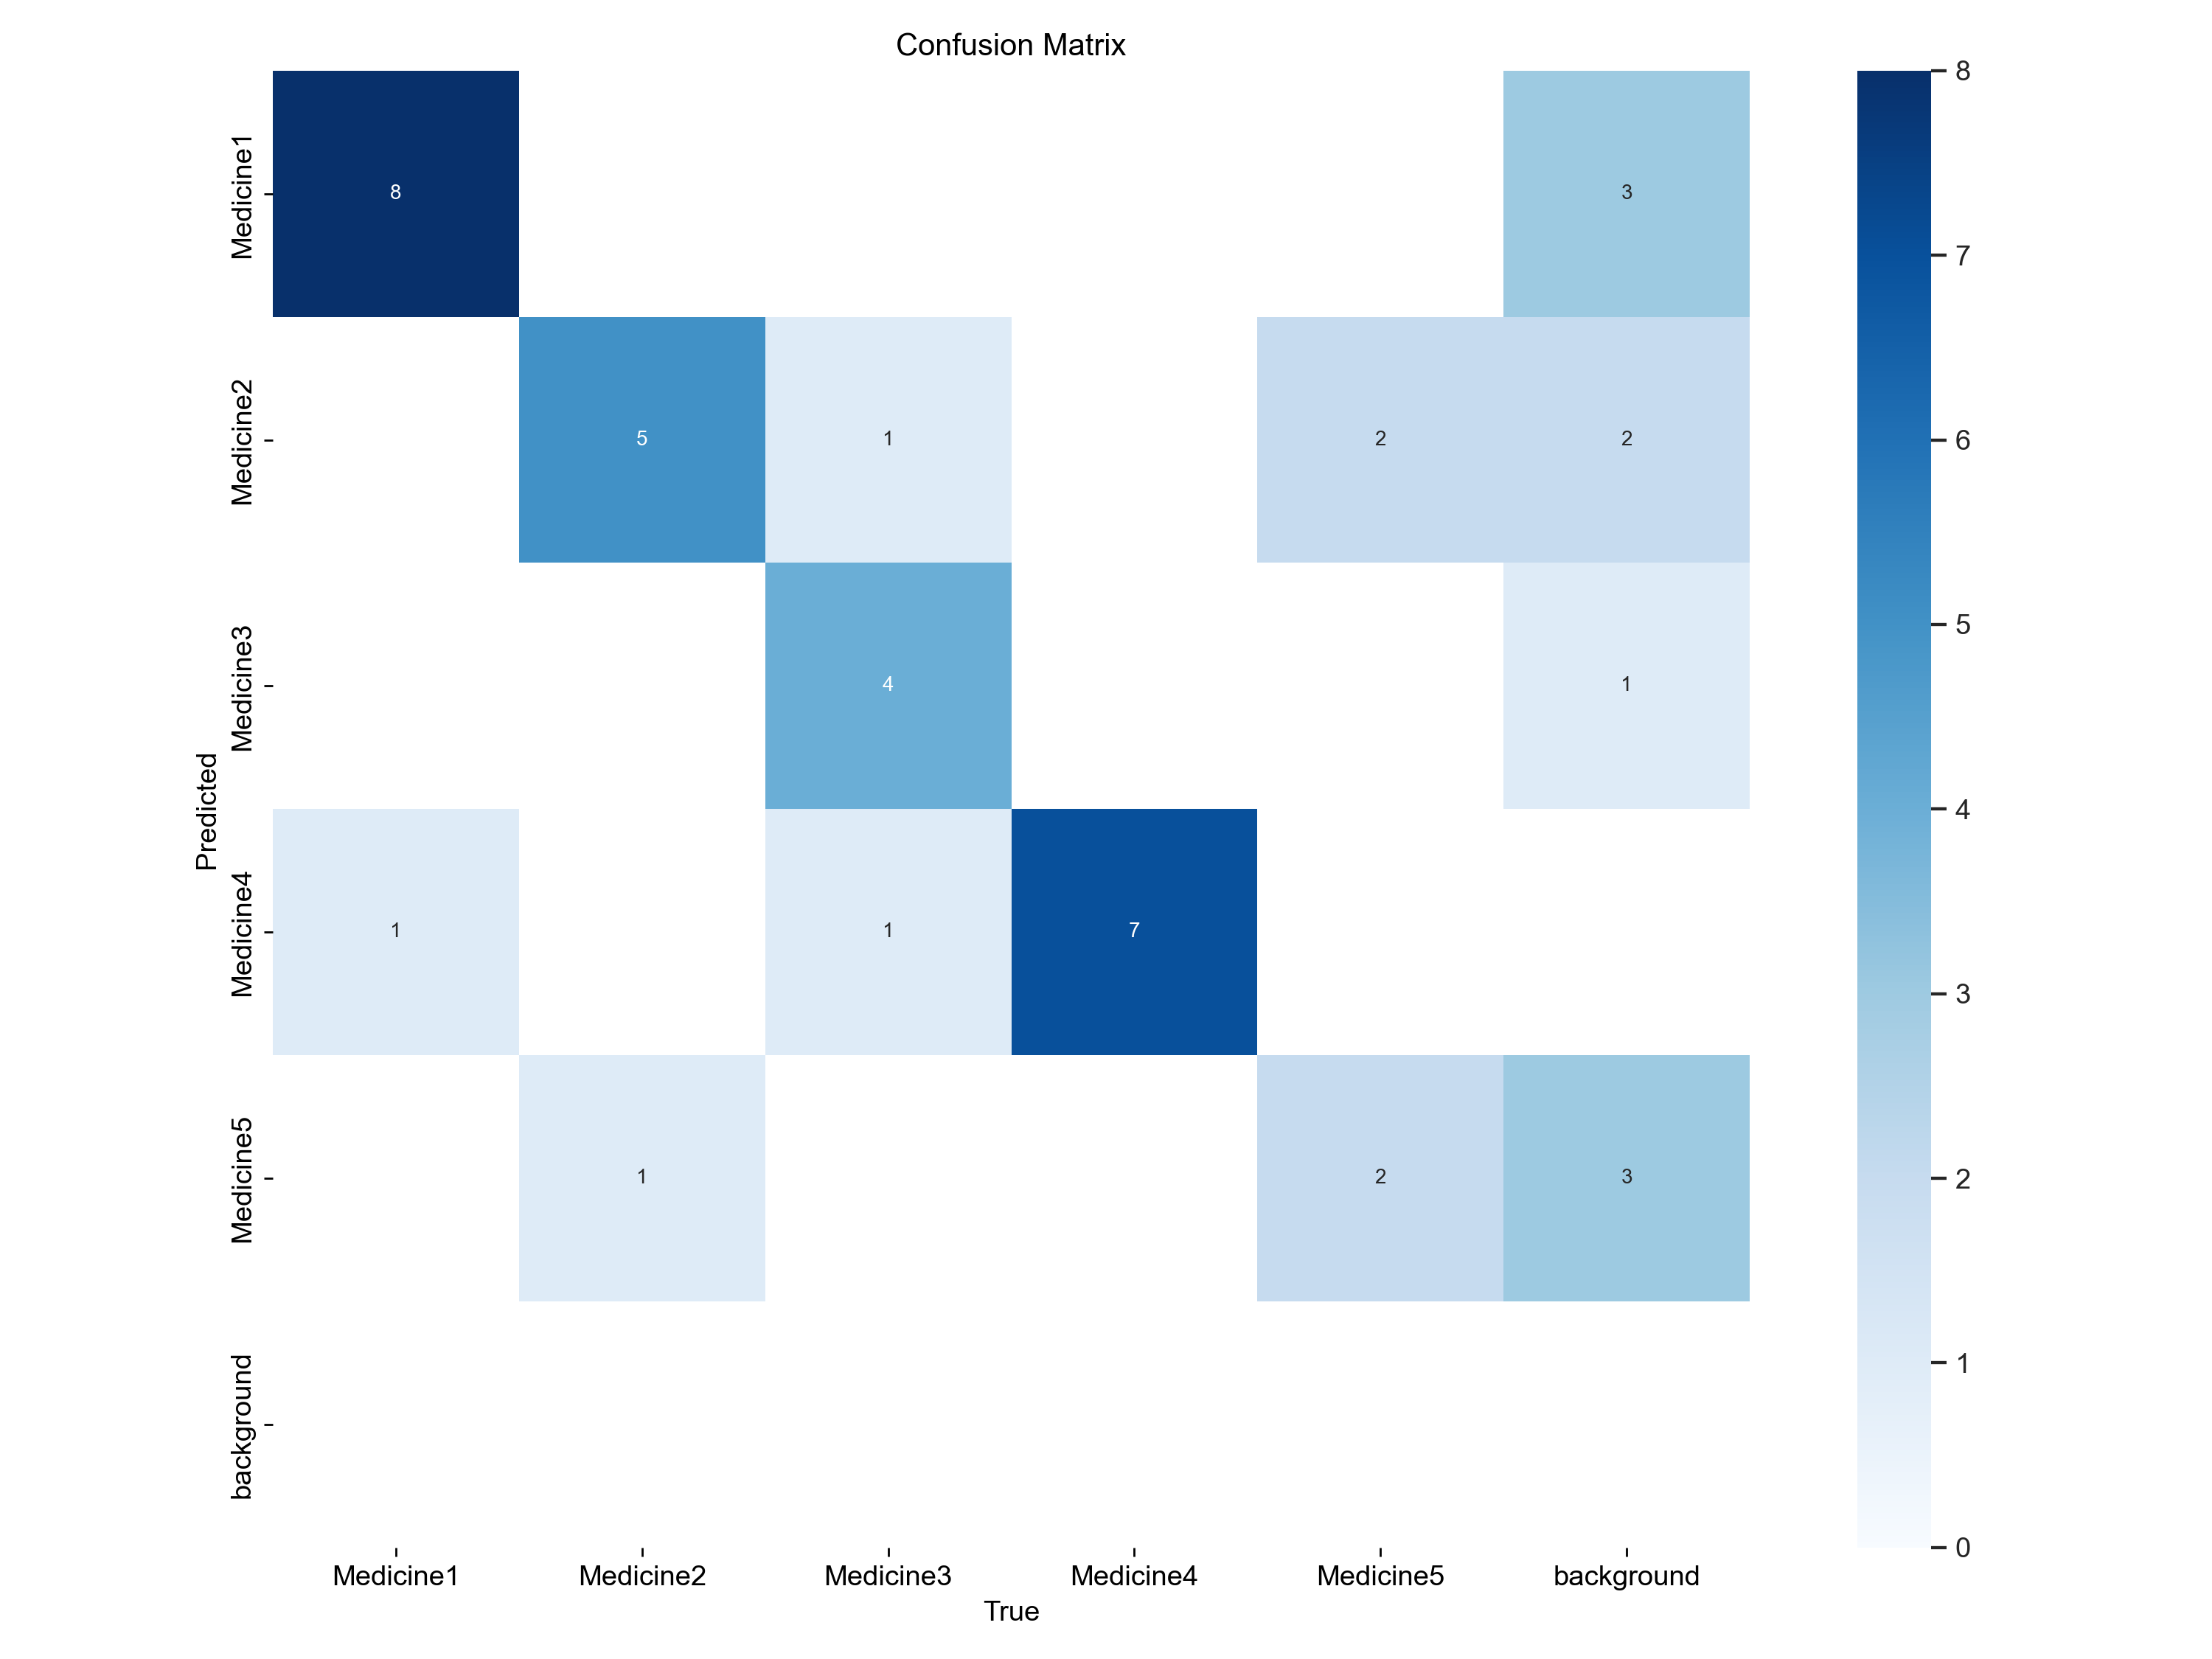 Confusion Matrix
Predicted
Medicine1
8
3
Medicine2
5
1
2
2
Medicine3
4
1
Medicine4
1
1
7
Medicine5
1
2
3
background
Medicine1 Medicine2 Medicine3 Medicine4 Medicine5 background
True
8
7
6
5
4
3
2
1
0